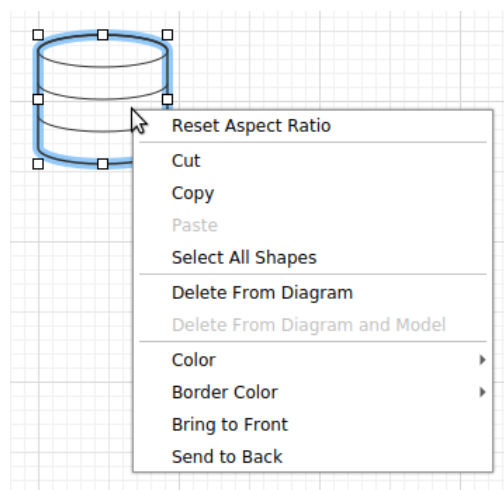 Reset Aspect Ratio
Cut
Copy
Paste
Select All Shapes
Delete From Diagram
Delete From Diagram and Model
Color
Border Color
Bring to Front
Send to Back